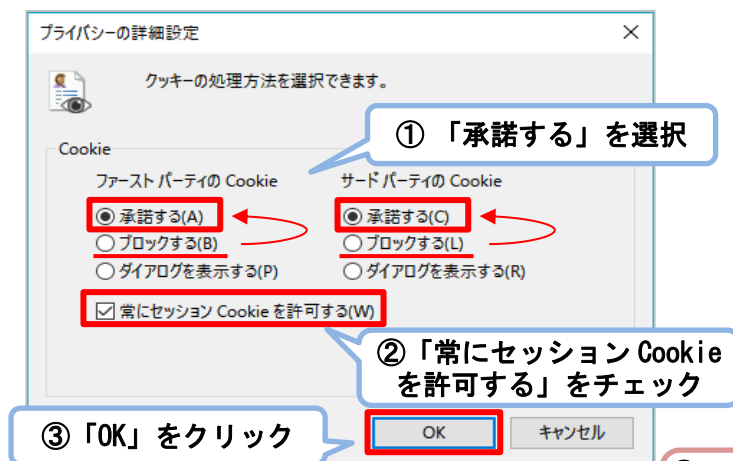 プライバシーの詳細設定
クッキーの処理方法を選択できます。
① 「承諾する」を選択
Cookie
ファースト パーティの Cookie
サード パーティの Cookie
承諾する(A)
承諾する(C)
ブロックする(B)
ブロックする(L)
ダイアログを表示する(P)
ダイアログを表示する(R)
常にセッション Cookie を許可する(W)
②「常にセッション Cookie
を許可する」をチェック
③「OK」をクリック
OK
キャンセル